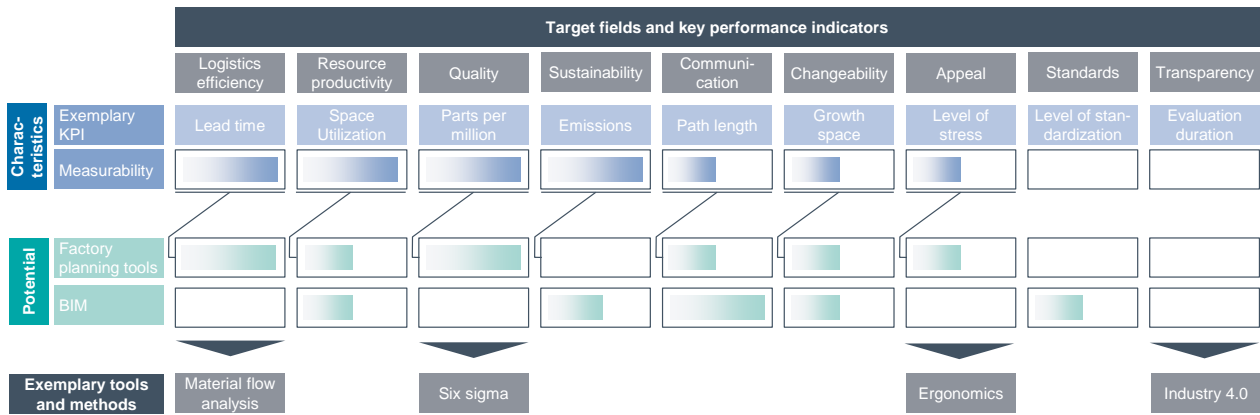 Target fields and key performance indicators
Logistics efficiency
Resource productivity
Quality
Sustainability
Communi-
cation
Changeability
Appeal
Standards
Transparency
Charac-
teristics
Exemplary
KPI
Lead time
Space
Utilization
Parts per
million
Emissions
Path length
Growth
space
Level of
stress
Level of stan-
dardization
Evaluation
duration
Measurability
Potential
Factory
planning tools
BIM
Exemplary tools
and methods
Material flow
analysis
Six sigma
Ergonomics
Industry 4.0